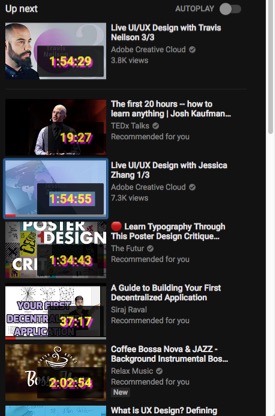 Up next
AUTOPLAY
Live UI/UX Design with Travis
Neilson 3/3
Adobe Creative Cloud
3.8K views
1:54:29
The first 20 hours -- how to
learn anything | Josh Kaufman...
TEDx Talks
Recommended for you
19:27
Live UI/UX Design with Jessica
Zhang 1/3
Adobe Creative Cloud
7.3K views
1:54:55
POSTER
DESIGN
CRI
1:34:43
🔴 Learn Typography Through
This Poster Design Critique...
The Futur
Recommended for you
YOUR
DECENTRA
APPLICATION
37:17
A Guide to Building Your First
Decentralized Application
Siraj Raval
Recommended for you
2:02:54
Coffee Bossa Nova & JAZZ -
Background Instrumental Bos...
Relax Music
Recommended for you
New
What is UX Design? Defining